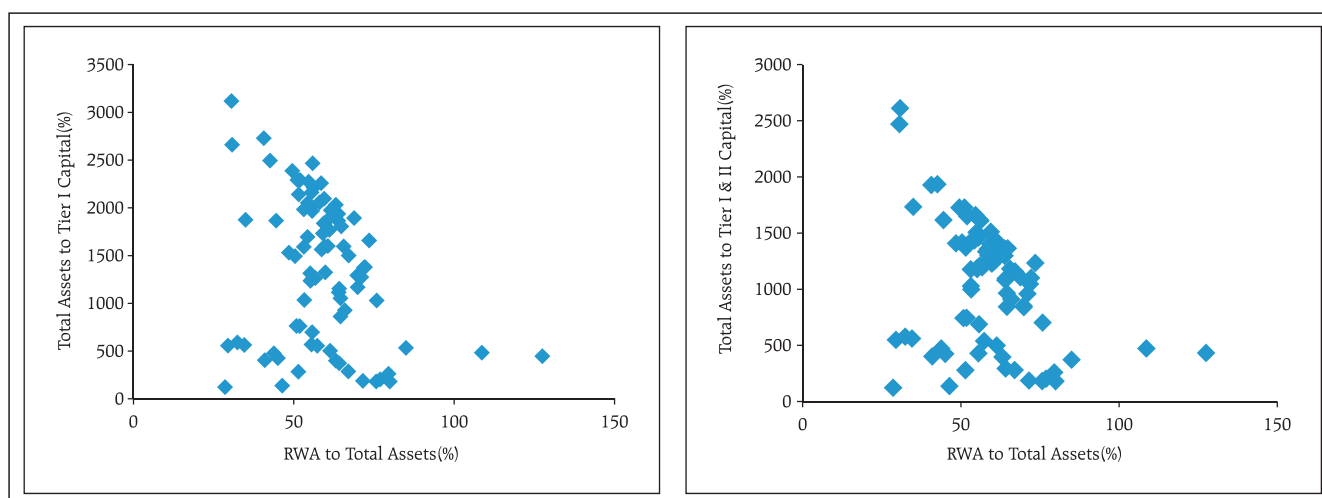 Total Assets to Tier I Capital(%)
3500
3000
2500
2000
1500
1000
500
0
0 50 100 150
RWA to Total Assets(%)
Total Assets to Tier I & II Capital(%)
3000
2500
2000
1500
1000
500
0
0 50 100 150
RWA to Total Assets(%)